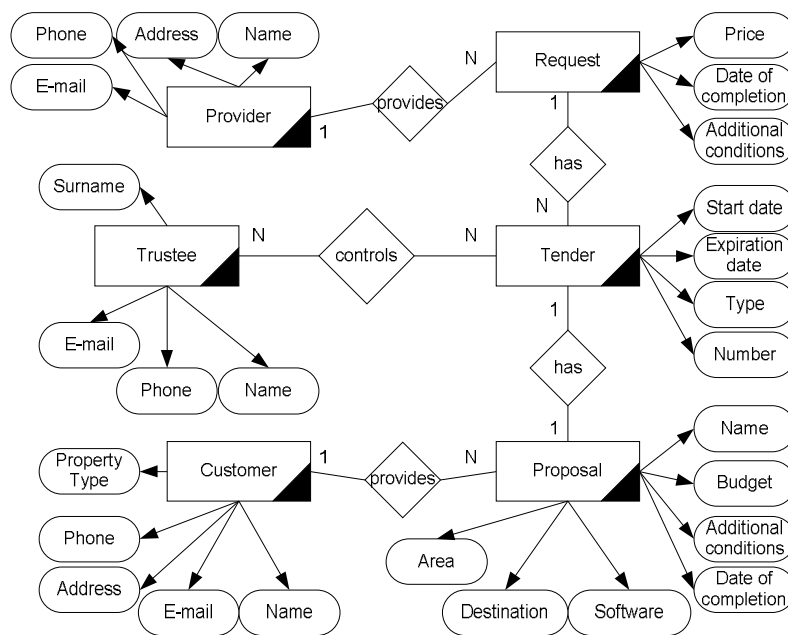 Phone
Address
Name
E-mail
Provider
1
provides
N
Request
Price
Date of
completion
Additional
conditions
1
has
N
Surname
Trustee
N
controls
N
Tender
Start date
Expiration
date
Type
Number
E-mail
Phone
Name
1
has
1
Property
Type
Customer
1
provides
N
Proposal
Name
Budget
Additional
conditions
Date of
completion
Phone
Address
E-mail
Name
Area
Destination
Software